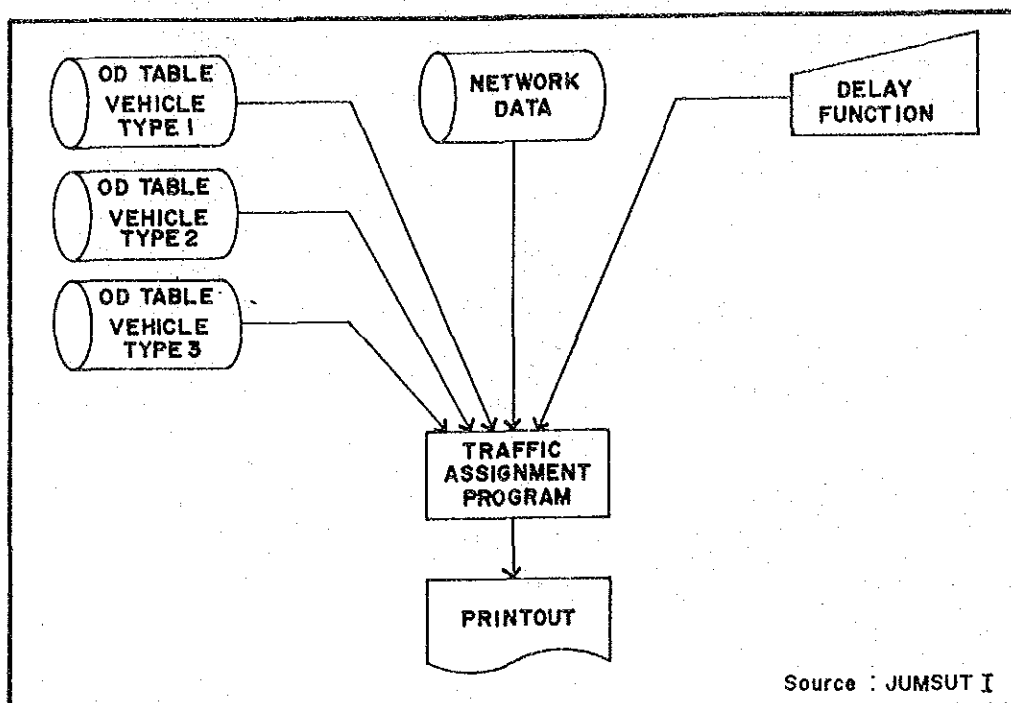 OD TABLE
VEHICLE
TYPE 1
OD TABLE
VEHICLE
TYPE 2
OD TABLE
VEHICLE
TYPE 3
NETWORK
DATA
DELAY
FUNCTION
TRAFFIC
ASSIGNMENT
PROGRAM
PRINTOUT
Source : JUMSUT I